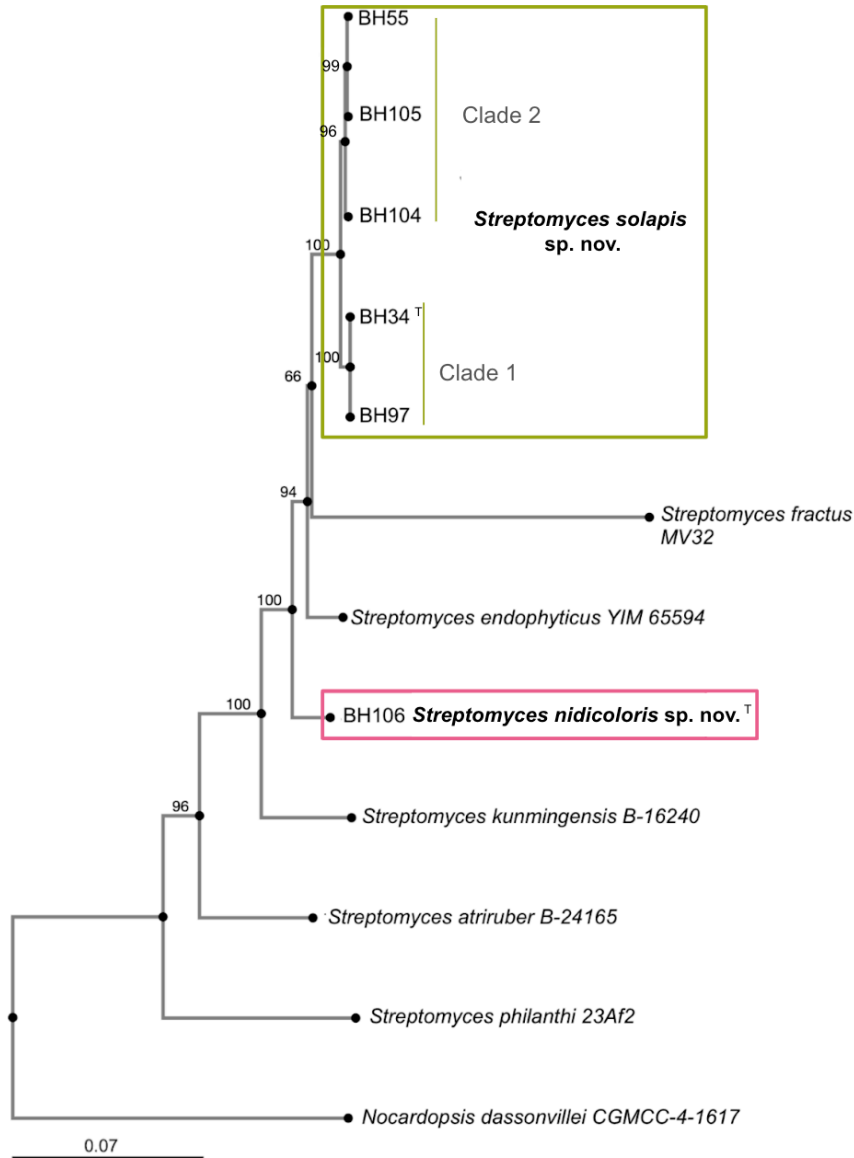 BH55
99
BH105
Clade 2
96
BH104
Streptomyces solapis
sp. nov.
100
BH34 T
100
Clade 1
66
BH97
94
Streptomyces fractus
MV32
100
Streptomyces endophyticus YIM 65594
100
BH106 Streptomyces nidicoloris sp. nov. T
96
Streptomyces kunmingensis B-16240
Streptomyces atriruber B-24165
Streptomyces philanthi 23Af2
Nocardopsis dassonvillei CGMCC-4-1617
0.07